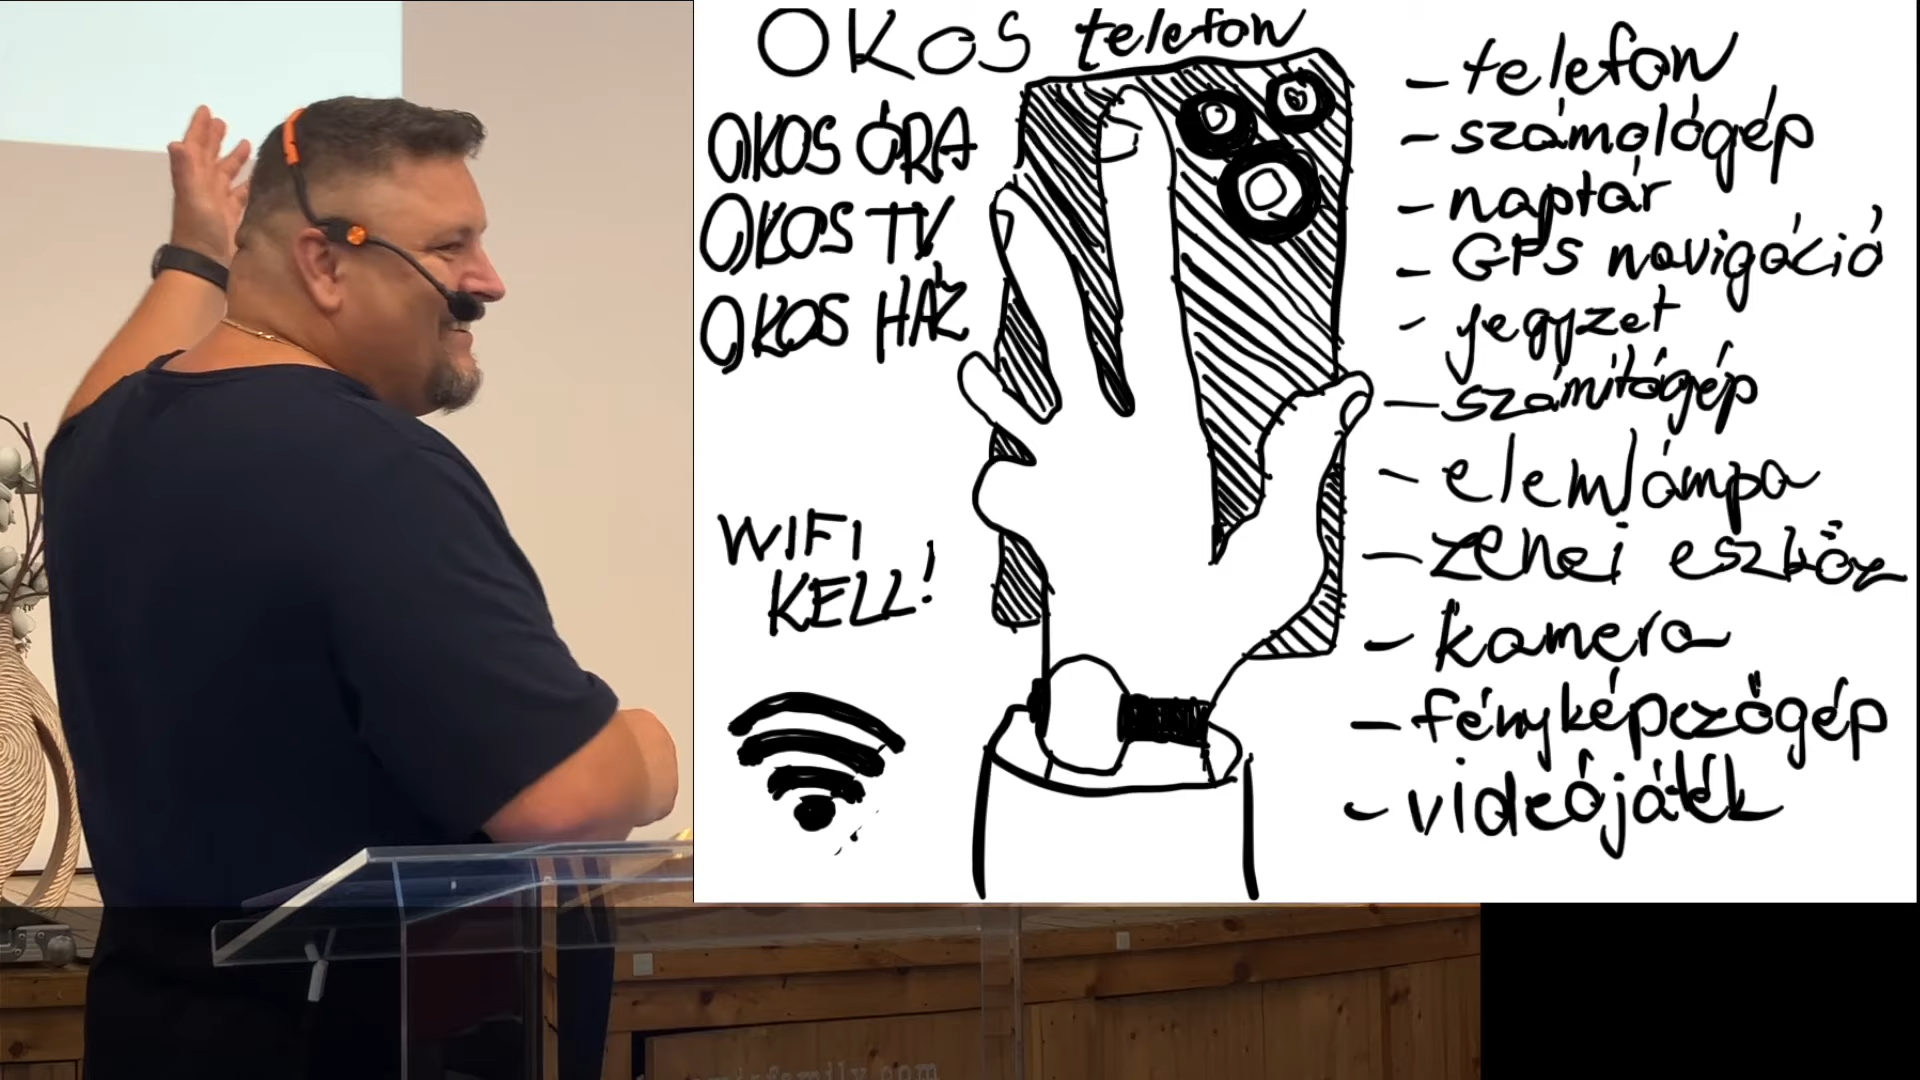 OKOS telefon
OKOS ÓRA
OKOS TV
OKOS HÁZ
WIFI
KELL!
- telefon
- számológép
- naptár
- GPS navigáció
- jegyzet
- számítógép
- elemlámpa
- zenei eszköz
- kamera
- fényképezőgép
- videójáték